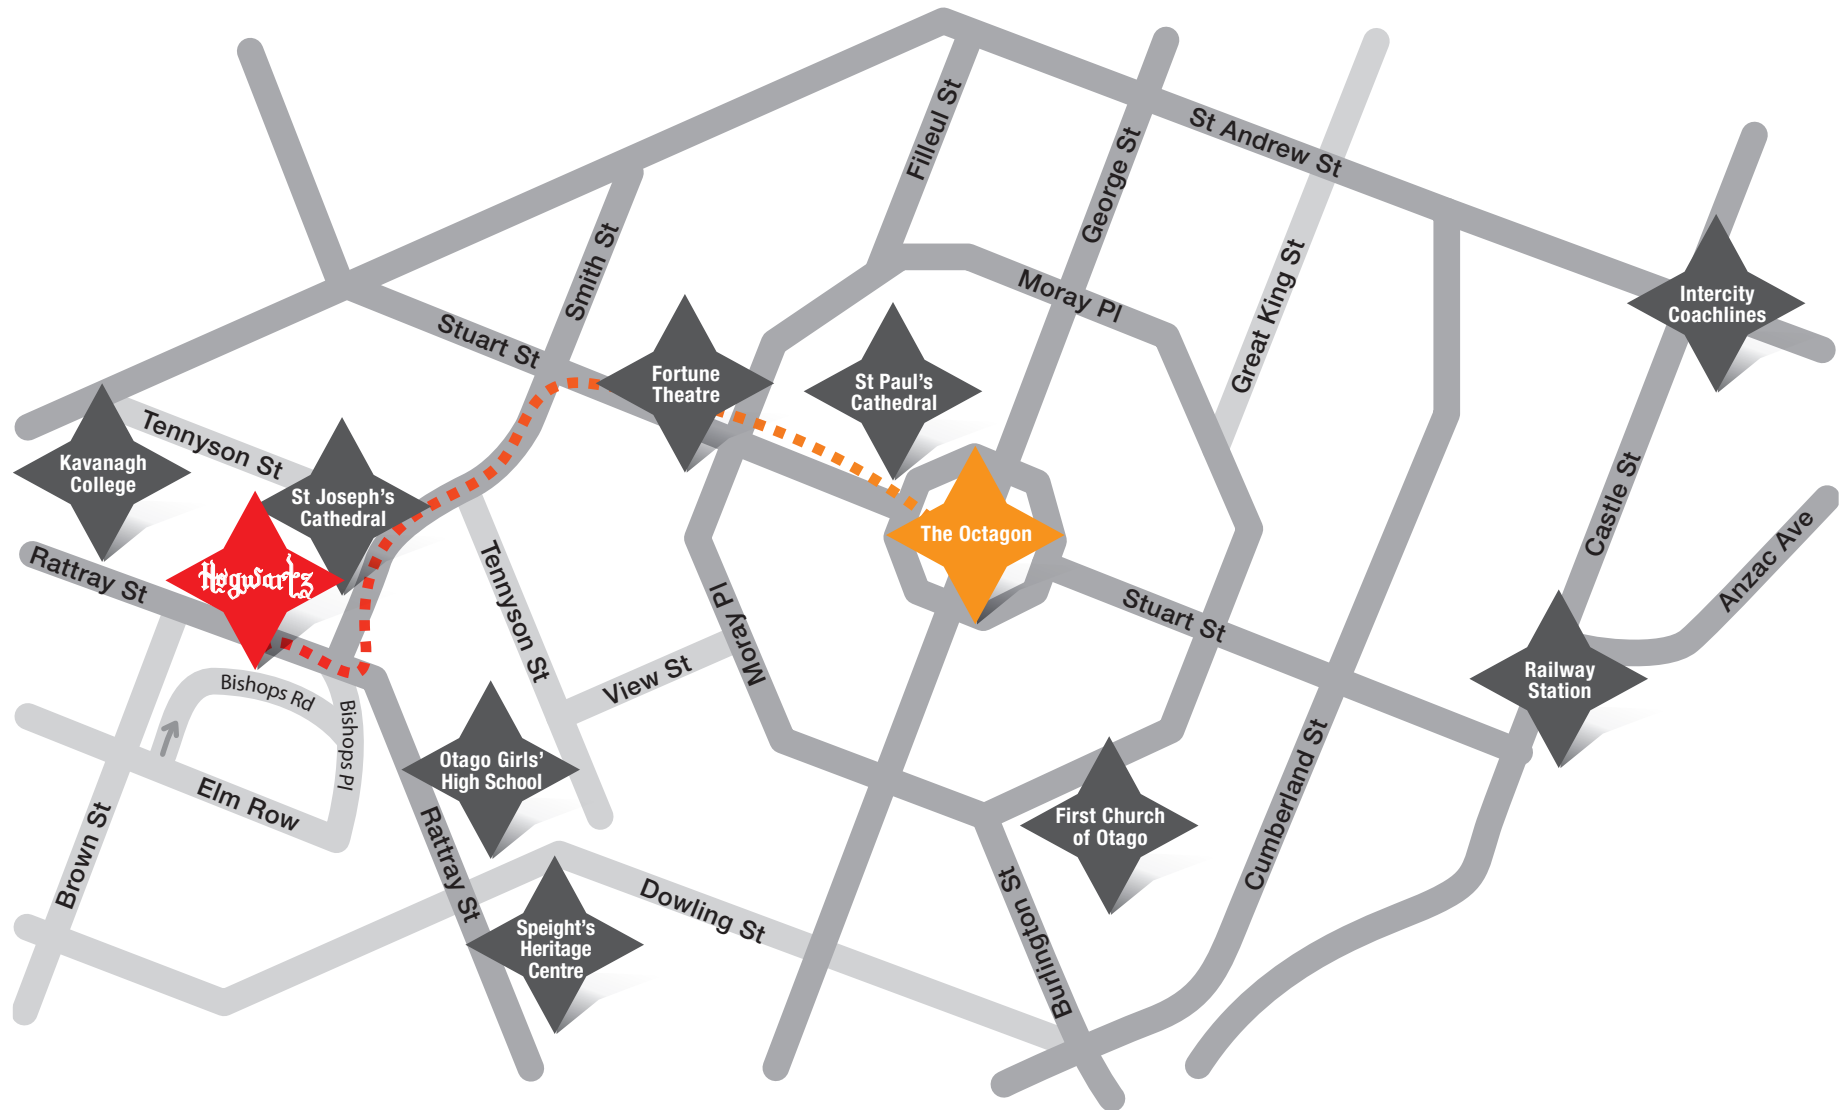 Filleul St
George St
St Andrew St
Smith St
Great King St
Moray Pl
Intercity
Coachlines
Stuart St
Fortune
Theatre
St Paul's
Cathedral
Tennyson St
Kavanagh
College
St Joseph's
Cathedral
Castle St
Anzac Ave
The Octagon
Rattray St
Hogwartz
Tennyson St
Moray Pl
Stuart St
View St
Railway
Station
Bishops Rd
Bishops Pl
Otago Girls'
High School
Elm Row
Brown St
Rattray St
First Church
of Otago
Cumberland St
Dowling St
Burlington St
Speight's
Heritage
Centre